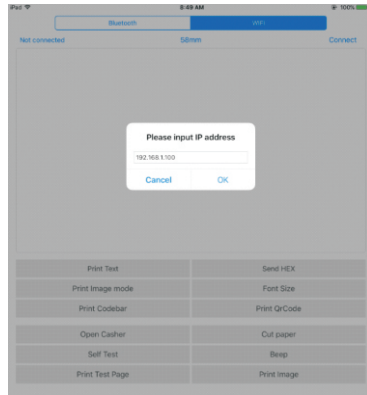 iPad 8:49 AM 100%
Bluetooth WIFI
Not connected 58mm Connect
Please input IP address
192.168.1.100
Cancel OK
Print Text Send HEX
Print Image mode Font Size
Print Codebar Print QrCode
Open Casher Cut paper
Self Test Beep
Print Test Page Print Image